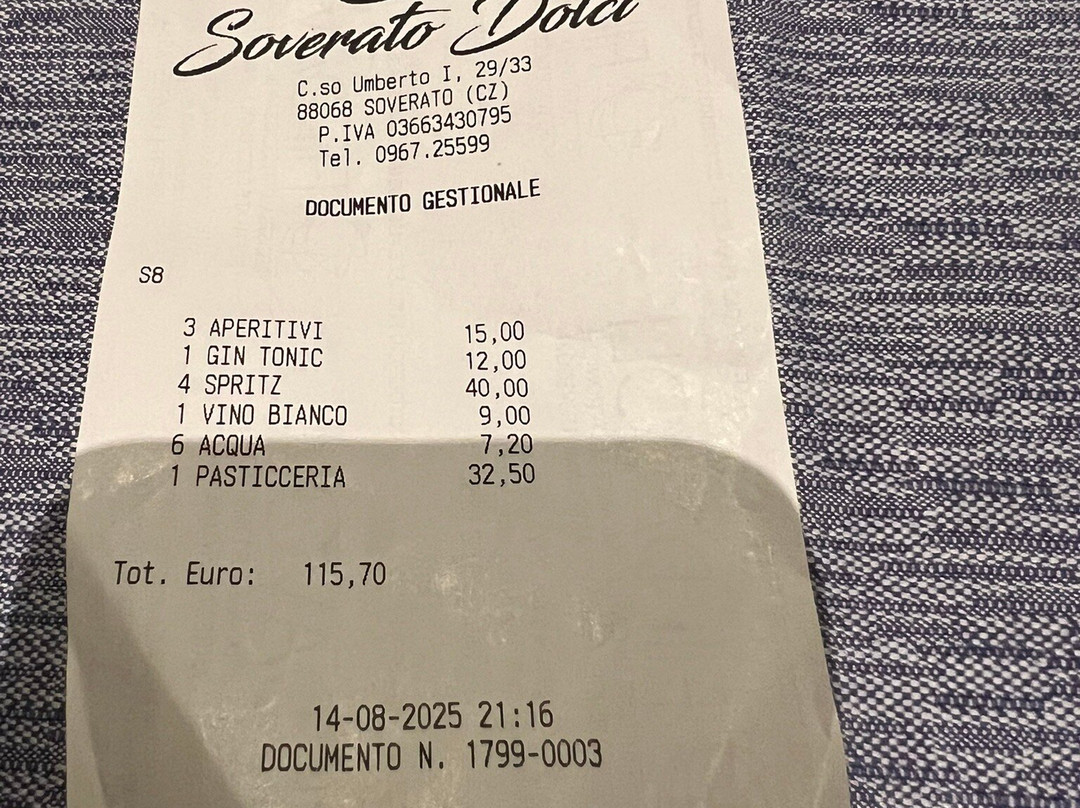 Soverato Dolci
C.so Umberto I, 29/33
88068 SOVERATO (CZ)
P.IVA 03663430795
Tel. 0967.25599
DOCUMENTO GESTIONALE
S8
3 APERITIVI 15,00
1 GIN TONIC 12,00
4 SPRITZ 40,00
1 VINO BIANCO 9,00
6 ACQUA 7,20
1 PASTICCERIA 32,50
Tot. Euro: 115,70
14-08-2025 21:16
DOCUMENTO N. 1799-0003